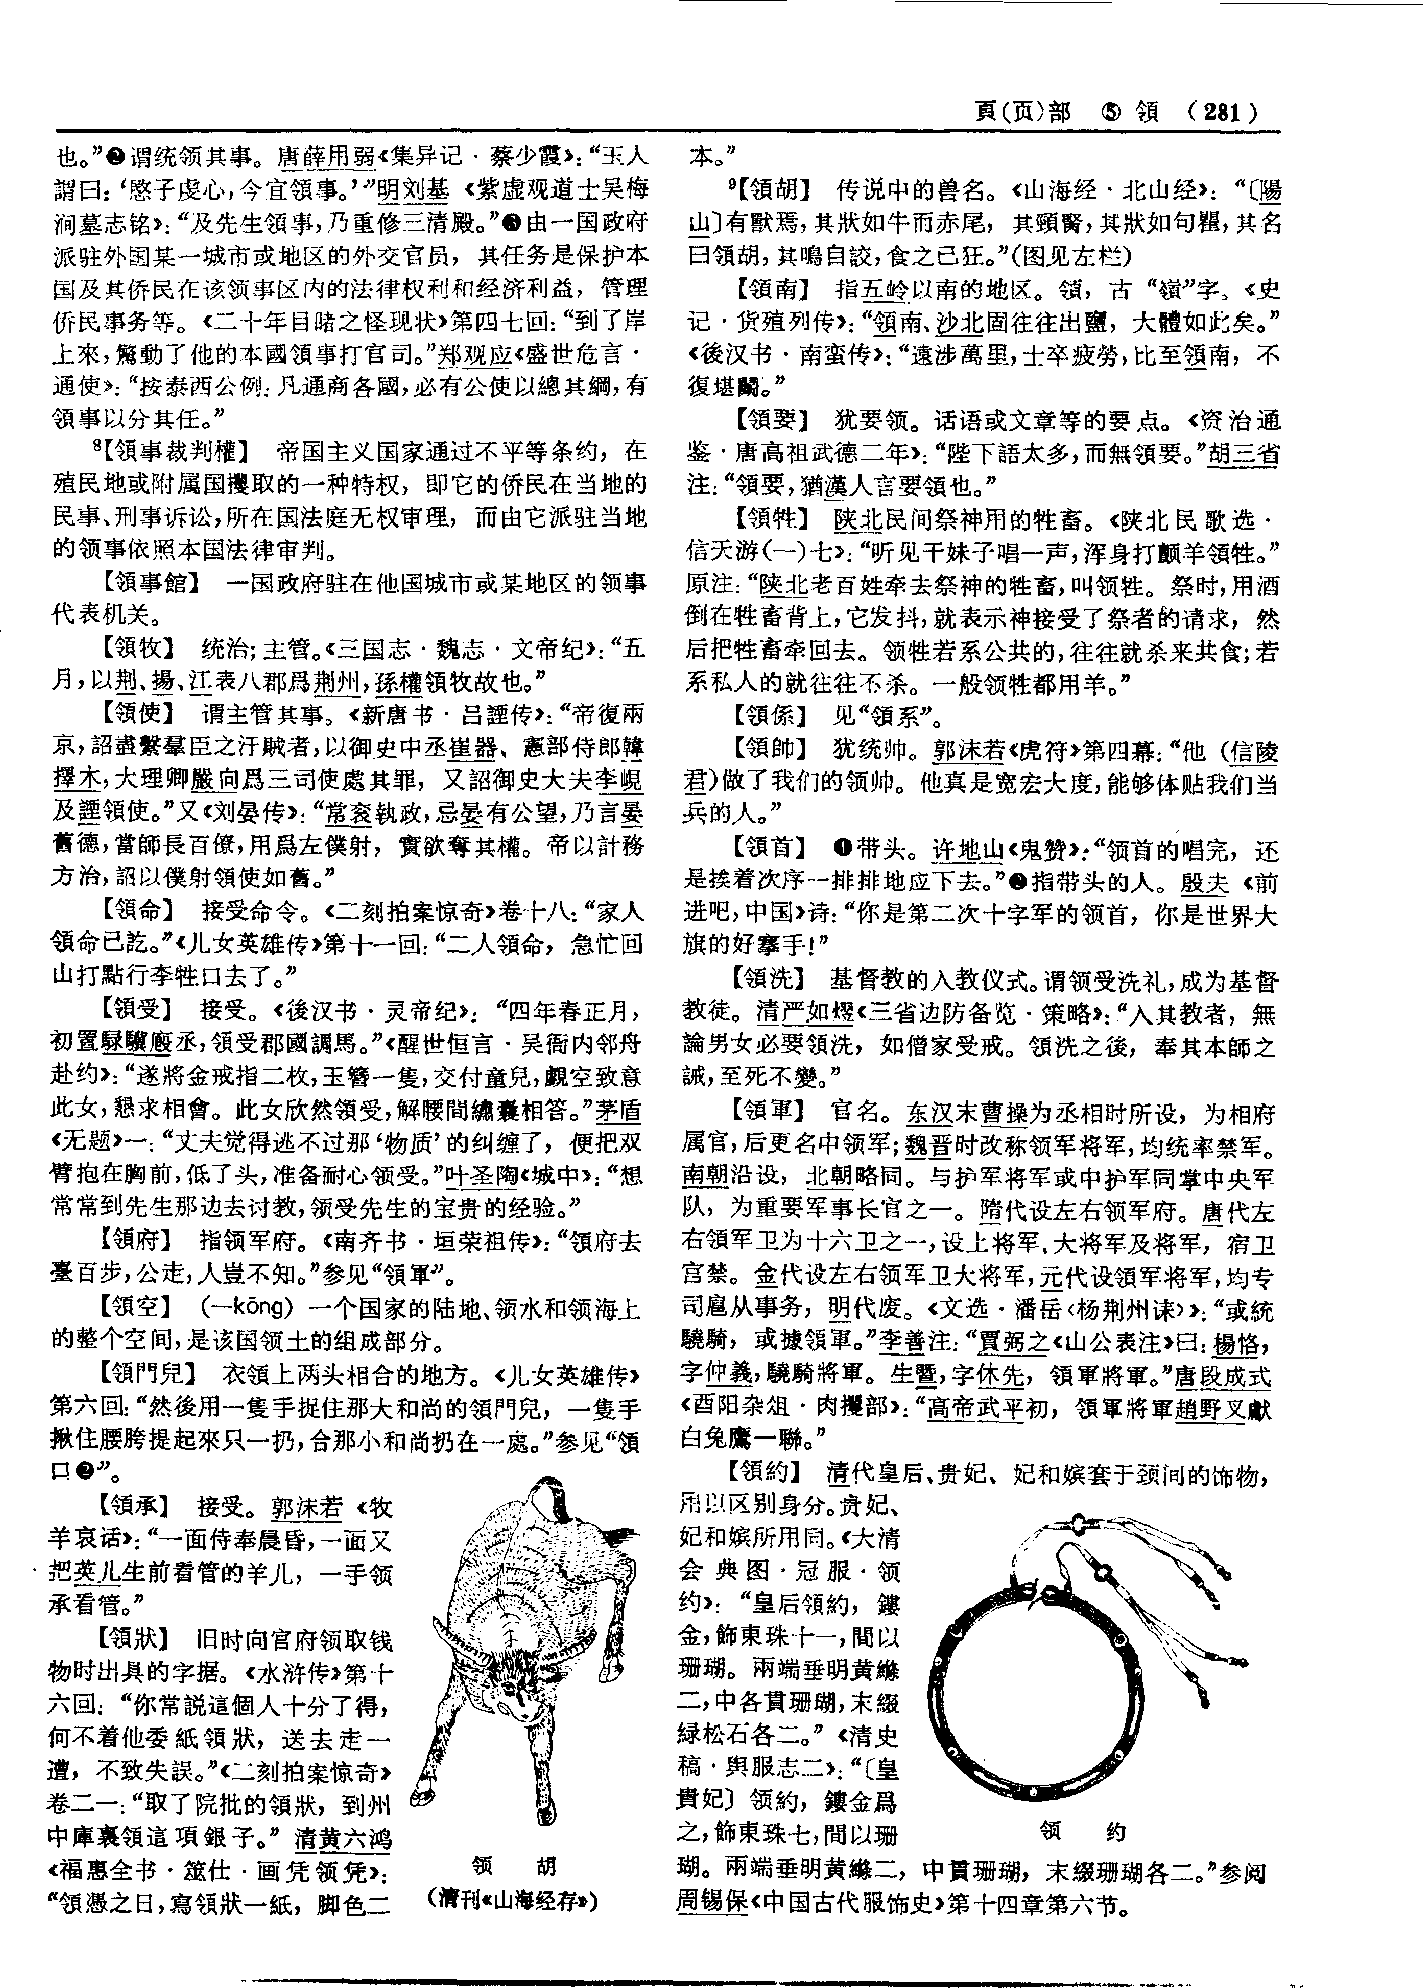 頁(页)部 ⑤ 領 (281)
也。”❷谓统领其事。唐薛用弱《集异记·蔡少霞》：“玉人
謂曰：‘愍子虔心，今宜領事。’”明刘基《紫虚观道士吴梅
涧墓志铭》：“及先生領事，乃重修三清殿。”❸由一国政府
派驻外国某一城市或地区的外交官员，其任务是保护本
国及其侨民在该领事区内的法律权利和经济利益，管理
侨民事务等。《二十年目睹之怪现状》第四七回：“到了岸
上來，驚動了他的本國領事打官司。”郑观应《盛世危言·
通使》：“按泰西公例：凡通商各國，必有公使以總其綱，有
領事以分其任。”
⁸【領事裁判權】 帝国主义国家通过不平等条约，在
殖民地或附属国攫取的一种特权，即它的侨民在当地的
民事、刑事诉讼，所在国法庭无权审理，而由它派驻当地
的领事依照本国法律审判。
【領事館】 一国政府驻在他国城市或某地区的领事
代表机关。
【領牧】 统治；主管。《三国志·魏志·文帝纪》：“五
月，以荆、揚、江表八郡爲荆州，孫權領牧故也。”
【領使】 谓主管其事。《新唐书·吕諲传》：“帝復兩
京，詔盡繫羣臣之汙賊者，以御史中丞崔器、憲部侍郎韓
擇木，大理卿嚴向爲三司使處其罪，又詔御史大夫李峴
及諲領使。”又《刘晏传》：“常衮執政，忌晏有公望，乃言晏
舊德，當師長百僚，用爲左僕射，實欲奪其權。帝以計務
方治，詔以僕射領使如舊。”
【領命】 接受命令。《二刻拍案惊奇》卷十八：“家人
領命已訖。”《儿女英雄传》第十一回：“二人領命，急忙回
山打點行李牲口去了。”
【領受】 接受。《後汉书·灵帝纪》：“四年春正月，
初置騄驥廄丞，領受郡國調馬。”《醒世恒言·吴衙内邻舟
赴约》：“遂將金戒指二枚，玉簪一隻，交付童兒，覷空致意
此女，懇求相會。此女欣然領受，解腰間繡囊相答。”茅盾
《无题》一：“丈夫觉得逃不过那‘物质’的纠缠了，便把双
臂抱在胸前，低了头，准备耐心领受。”叶圣陶《城中》：“想
常常到先生那边去讨教，领受先生的宝贵的经验。”
【領府】 指领军府。《南齐书·垣荣祖传》：“領府去
臺百步，公走，人豈不知。”参见“領軍”。
【領空】 (—kōng) 一个国家的陆地、领水和领海上
的整个空间，是该国领土的组成部分。
【領門兒】 衣領上两头相合的地方。《儿女英雄传》
第六回：“然後用一隻手捉住那大和尚的領門兒，一隻手
揪住腰胯提起來只一扔，合那小和尚扔在一處。”参见“領
口❷”。
【領承】 接受。郭沫若《牧
羊哀话》：“一面侍奉晨昏，一面又
把英儿生前看管的羊儿，一手领
承看管。”
【領狀】 旧时向官府领取钱
物时出具的字据。《水浒传》第十
六回：“你常説這個人十分了得，
何不着他委紙領狀，送去走一
遭，不致失誤。”《二刻拍案惊奇》
卷二一：“取了院批的領狀，到州
中庫裏領這項銀子。”清黄六鸿
《福惠全书·筮仕·画凭领凭》：
“領憑之日，寫領狀一紙，脚色二
領 胡
（清刊《山海经存》）
本。”
⁹【領胡】 传说中的兽名。《山海经·北山经》：“〔陽
山〕有獸焉，其狀如牛而赤尾，其頸𦜏，其狀如句瞿，其名
曰領胡，其鳴自詨，食之已狂。”（图见左栏）
【領南】 指五岭以南的地区。領，古“嶺”字。《史
记·货殖列传》：“領南、沙北固往往出鹽，大體如此矣。”
《後汉书·南蛮传》：“遠涉萬里，士卒疲勞，比至領南，不
復堪鬭。”
【領要】 犹要领。话语或文章等的要点。《资治通
鉴·唐高祖武德二年》：“陛下語太多，而無領要。”胡三省
注：“領要，猶漢人言要領也。”
【領牲】 陕北民间祭神用的牲畜。《陕北民歌选·
信天游（一）七》：“听见干妹子唱一声，浑身打颤羊領牲。”
原注：“陕北老百姓牵去祭神的牲畜，叫领牲。祭时，用酒
倒在牲畜背上，它发抖，就表示神接受了祭者的请求，然
后把牲畜牵回去。领牲若系公共的，往往就杀来共食；若
系私人的就往往不杀。一般领牲都用羊。”
【領係】 见“領系”。
【領帥】 犹统帅。郭沫若《虎符》第四幕：“他（信陵
君）做了我们的领帅。他真是宽宏大度，能够体贴我们当
兵的人。”
【領首】 ❶带头。许地山《鬼赞》：“领首的唱完，还
是挨着次序一排排地应下去。”❷指带头的人。殷夫《前
进吧，中国》诗：“你是第二次十字军的领首，你是世界大
旗的好搴手！”
【領洗】 基督教的入教仪式。谓领受洗礼，成为基督
教徒。清严如熤《三省边防备览·策略》：“入其教者，無
論男女必要領洗，如僧家受戒。領洗之後，奉其本師之
誡，至死不變。”
【領軍】 官名。东汉末曹操为丞相时所设，为相府
属官，后更名中领军；魏晋时改称领军将军，均统率禁军。
南朝沿设，北朝略同。与护军将军或中护军同掌中央军
队，为重要军事长官之一。隋代设左右领军府。唐代左
右領军卫为十六卫之一，设上将军、大将军及将军，宿卫
宫禁。金代设左右领军卫大将军，元代设領军将军，均专
司扈从事务，明代废。《文选·潘岳〈杨荆州诔〉》：“或統
驍騎，或據領軍。”李善注：“賈弼之《山公表注》曰：楊恪，
字仲義，驍騎將軍。生暨，字休先，領軍將軍。”唐段成式
《酉阳杂俎·肉攫部》：“高帝武平初，領軍將軍趙野叉獻
白兔鷹一聯。”
【領約】 清代皇后、贵妃、妃和嫔套于颈间的饰物，
用以区别身分。贵妃、
妃和嫔所用同。《大清
会典图·冠服·领
约》：“皇后領約，鏤
金，飾東珠十一，間以
珊瑚。兩端垂明黄縧
二，中各貫珊瑚，末綴
緑松石各二。”《清史
稿·輿服志二》：“〔皇
貴妃〕領約，鏤金爲
之，飾東珠七，間以珊
瑚。兩端垂明黄縧二，中貫珊瑚，末綴珊瑚各二。”参阅
周锡保《中国古代服饰史》第十四章第六节。
領 约